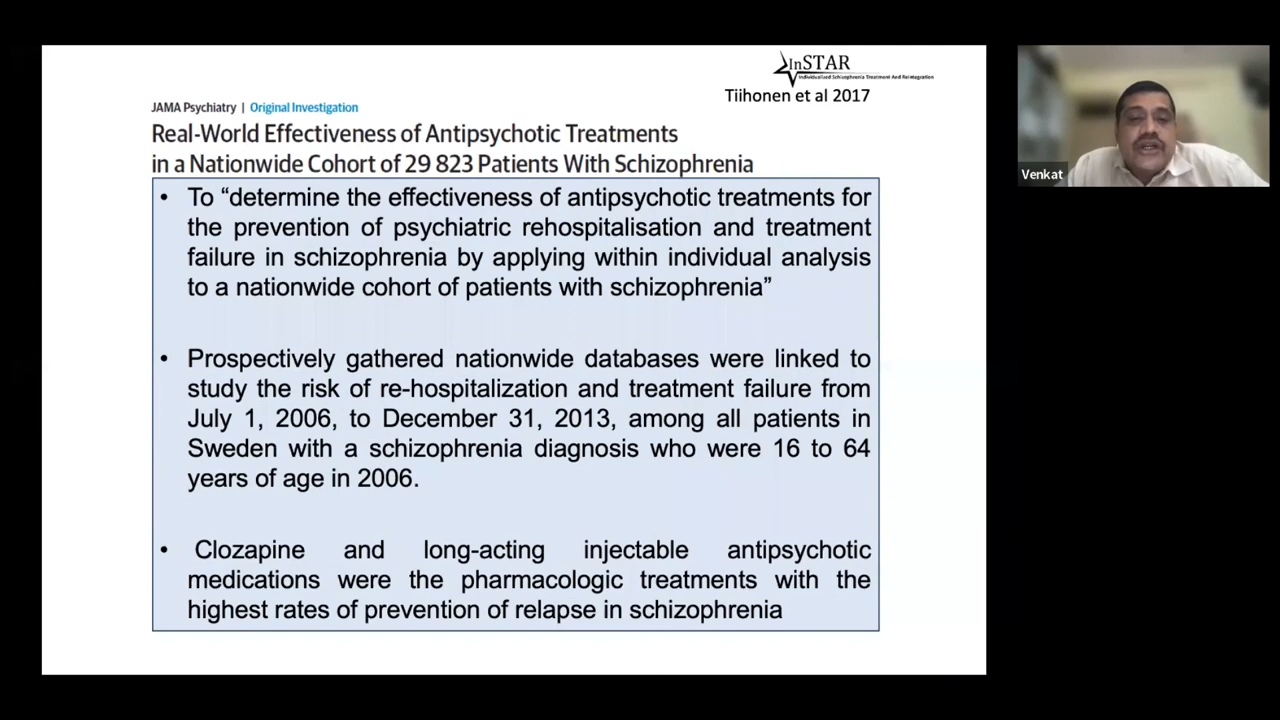 InSTAR
Individualized Schizophrenia Treatment And Reintegration
Tiihonen et al 2017
JAMA Psychiatry | Original Investigation
Real-World Effectiveness of Antipsychotic Treatments
in a Nationwide Cohort of 29 823 Patients With Schizophrenia
• To “determine the effectiveness of antipsychotic treatments for
the prevention of psychiatric rehospitalisation and treatment
failure in schizophrenia by applying within individual analysis
to a nationwide cohort of patients with schizophrenia”
• Prospectively gathered nationwide databases were linked to
study the risk of re-hospitalization and treatment failure from
July 1, 2006, to December 31, 2013, among all patients in
Sweden with a schizophrenia diagnosis who were 16 to 64
years of age in 2006.
• Clozapine and long-acting injectable antipsychotic
medications were the pharmacologic treatments with the
highest rates of prevention of relapse in schizophrenia
Venkat